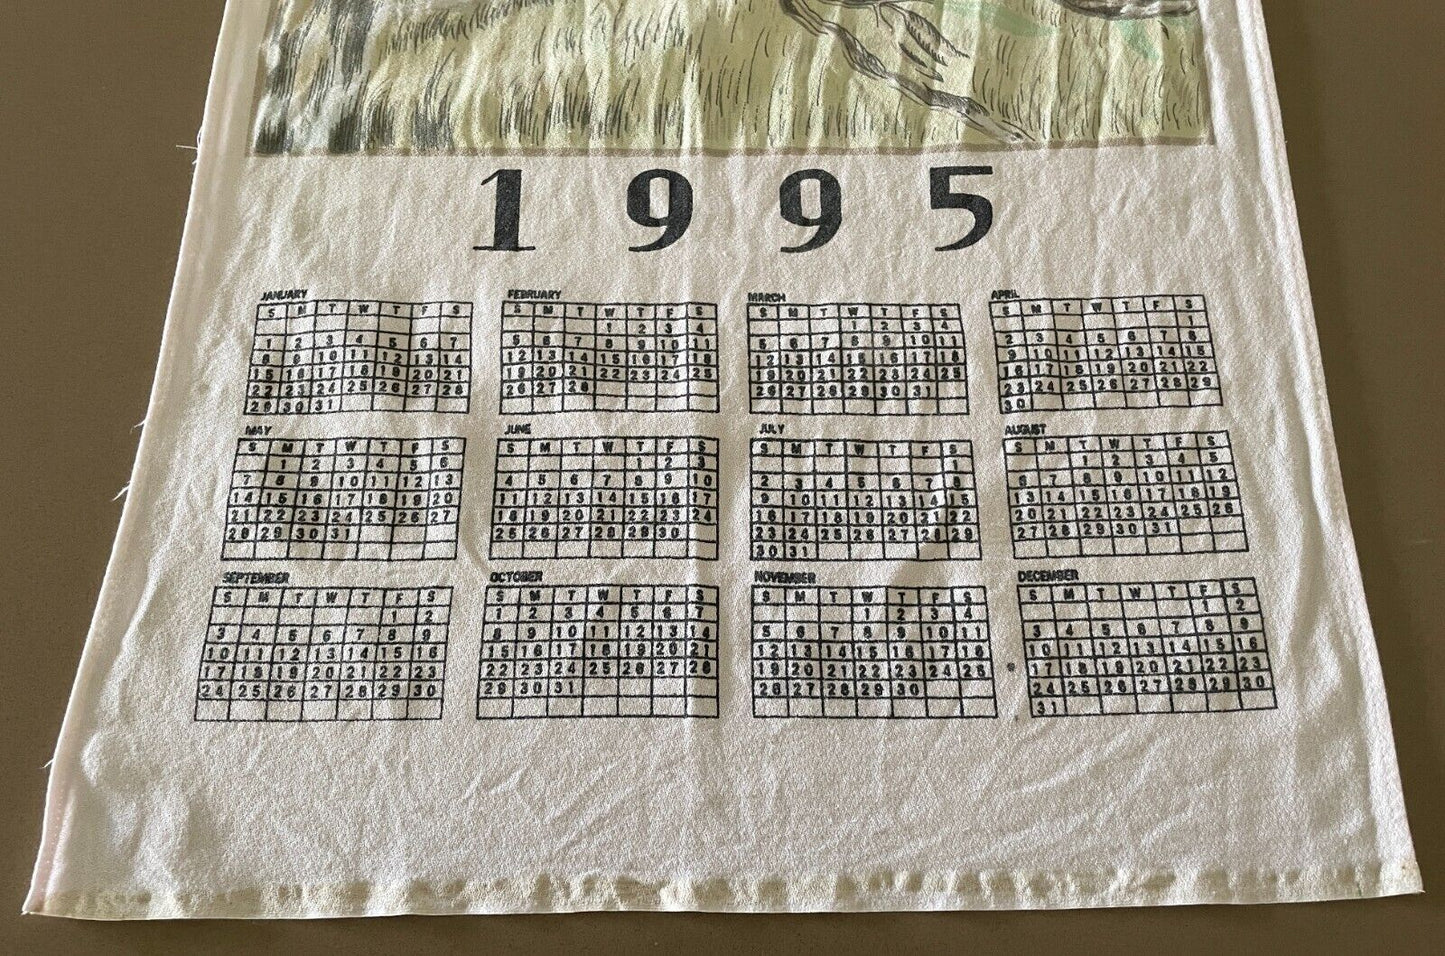 1995
JANUARY FEBRUARY MARCH APRIL
S M T W T F S S M T W T F S S M T W T F S S M T W T F S
1 2 3 4 1 2 3 4 1
1 2 3 4 5 6 7 5 6 7 8 9 10 11 5 6 7 8 9 10 11 2 3 4 5 6 7 8
8 9 10 11 12 13 14 12 13 14 15 16 17 18 12 13 14 15 16 17 18 9 10 11 12 13 14 15
15 16 17 18 19 20 21 19 20 21 22 23 24 25 19 20 21 22 23 24 25 16 17 18 19 20 21 22
22 23 24 25 26 27 28 26 27 28 26 27 28 29 30 31 23 24 25 26 27 28 29
29 30 31 30
MAY JUNE JULY AUGUST
S M T W T F S S M T W T F S S M T W T F S S M T W T F S
1 2 3 4 5 6 1 2 3 1 1 2 3 4 5
7 8 9 10 11 12 13 4 5 6 7 8 9 10 2 3 4 5 6 7 8 6 7 8 9 10 11 12
14 15 16 17 18 19 20 11 12 13 14 15 16 17 9 10 11 12 13 14 15 13 14 15 16 17 18 19
21 22 23 24 25 26 27 18 19 20 21 22 23 24 16 17 18 19 20 21 22 20 21 22 23 24 25 26
28 29 30 31 25 26 27 28 29 30 23 24 25 26 27 28 29 27 28 29 30 31
30 31
SEPTEMBER OCTOBER NOVEMBER DECEMBER
S M T W T F S S M T W T F S S M T W T F S S M T W T F S
1 2 1 2 3 4 5 6 7 1 2 3 4 1 2
3 4 5 6 7 8 9 8 9 10 11 12 13 14 5 6 7 8 9 10 11 3 4 5 6 7 8 9
10 11 12 13 14 15 16 15 16 17 18 19 20 21 12 13 14 15 16 17 18 10 11 12 13 14 15 16
17 18 19 20 21 22 23 22 23 24 25 26 27 28 19 20 21 22 23 24 25 17 18 19 20 21 22 23
24 25 26 27 28 29 30 29 30 31 26 27 28 29 30 24 25 26 27 28 29 30
31